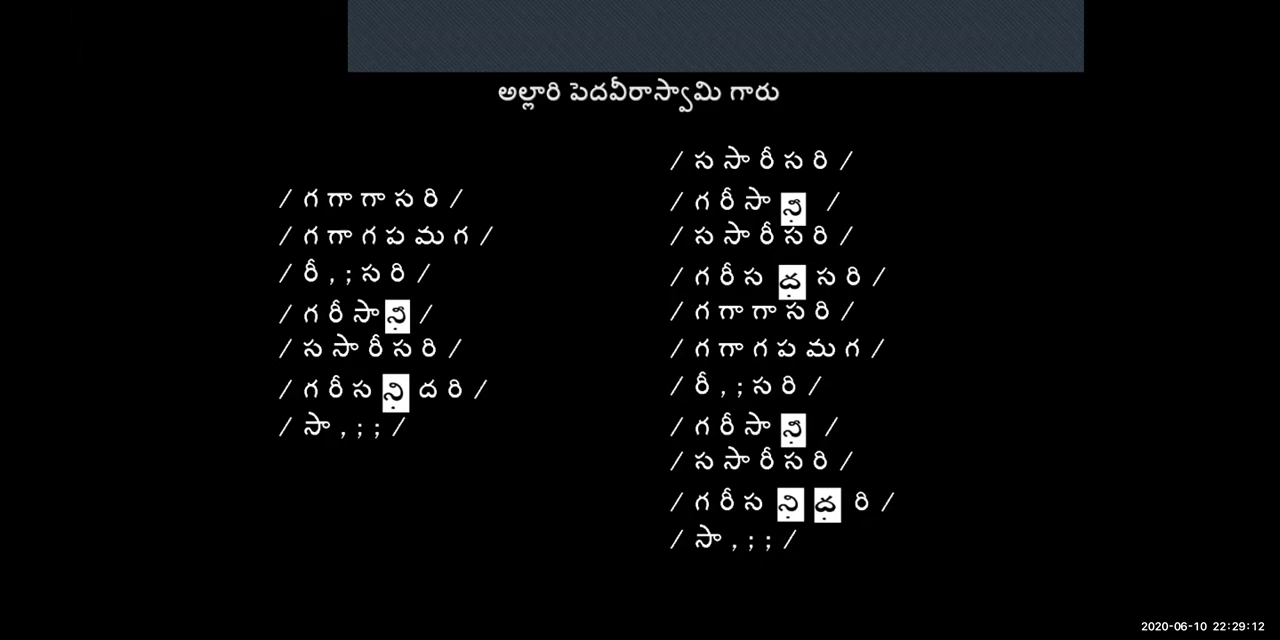 అల్లారి పెదవీరాస్వామి గారు
/ గ గా గా స రి /
/ గ గా గ ప మ గ /
/ రీ , ; స రి /
/ గ రీ సా నీ̣ /
/ స సా రీ స రి /
/ గ రీ స ని̣ ద రి /
/ సా , ; ; /
/ స సా రీ స రి /
/ గ రీ సా నీ̣ /
/ స సా రీ స రి /
/ గ రీ స ద̣ స రి /
/ గ గా గా స రి /
/ గ గా గ ప మ గ /
/ రీ , ; స రి /
/ గ రీ సా నీ̣ /
/ స సా రీ స రి /
/ గ రీ స ని̣ ద̣ రి /
/ సా , ; ; /
2020-06-10 22:29:12